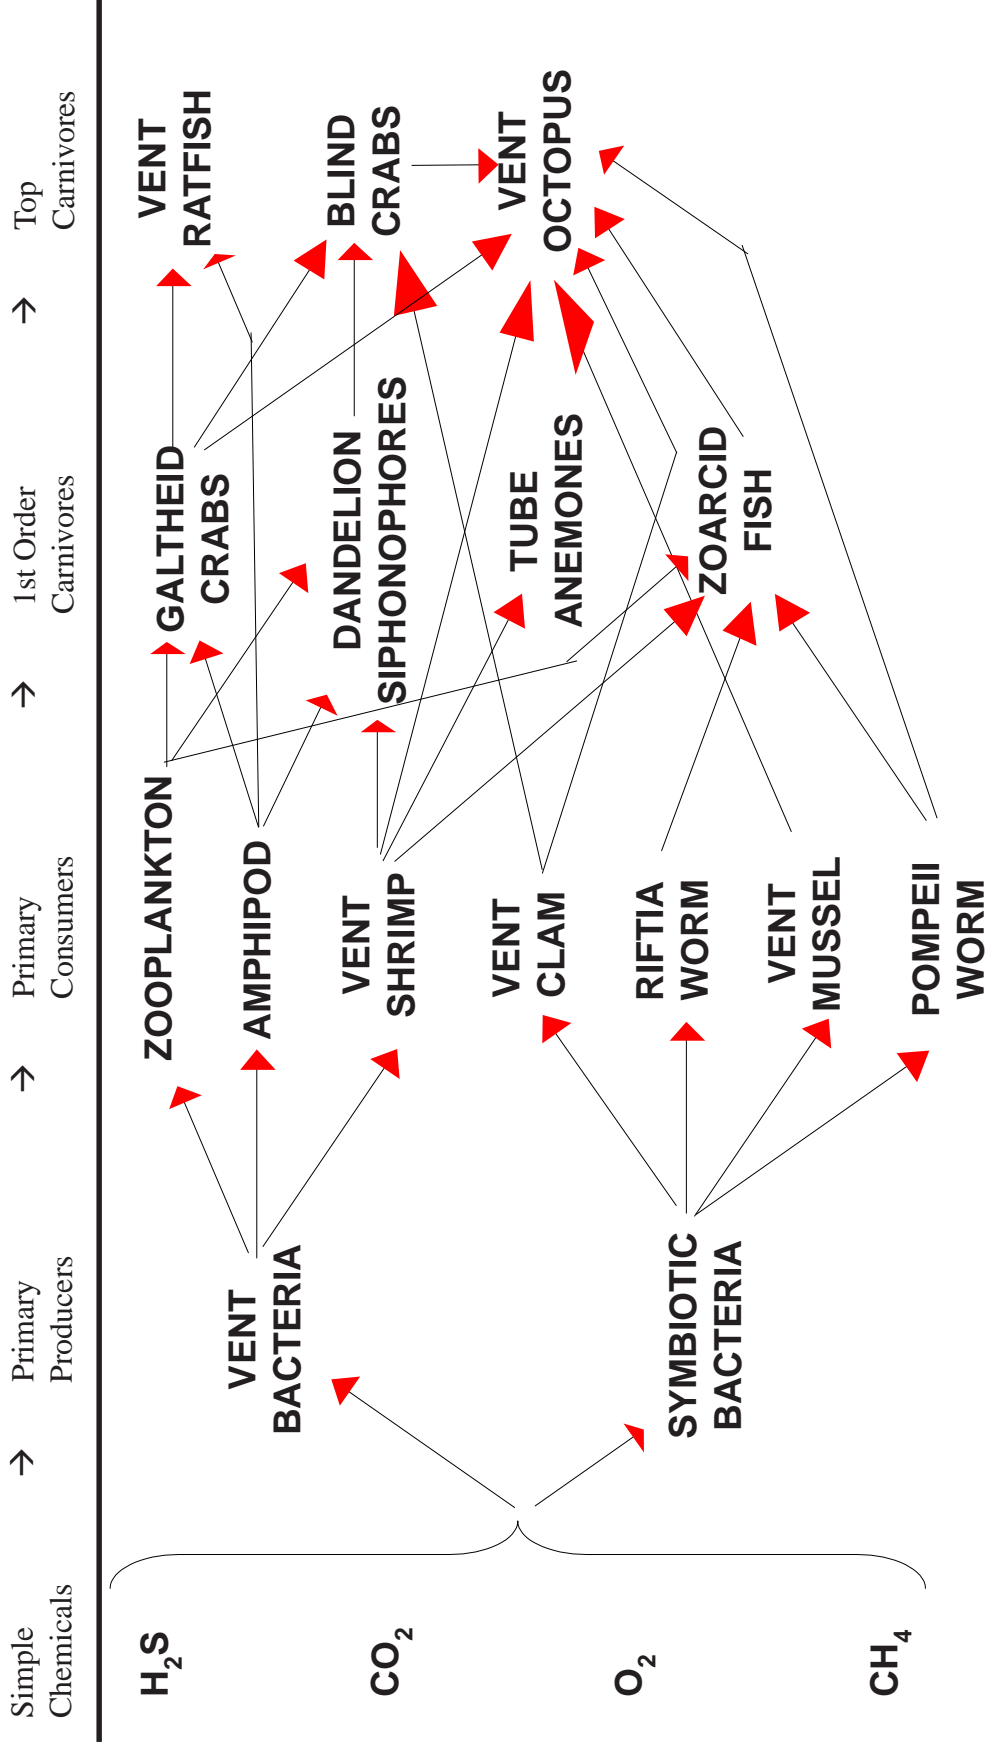 Simple
Chemicals
→
Primary
Producers
→
Primary
Consumers
→
1st Order
Carnivores
→
Top
Carnivores
H2S
CO2
O2
CH4
VENT
BACTERIA
SYMBIOTIC
BACTERIA
ZOOPLANKTON
AMPHIPOD
VENT
SHRIMP
VENT
CLAM
RIFTIA
WORM
VENT
MUSSEL
POMPEII
WORM
GALTHEID
CRABS
DANDELION
SIPHONOPHORES
TUBE
ANEMONES
ZOARCID
FISH
VENT
RATFISH
BLIND
CRABS
VENT
OCTOPUS